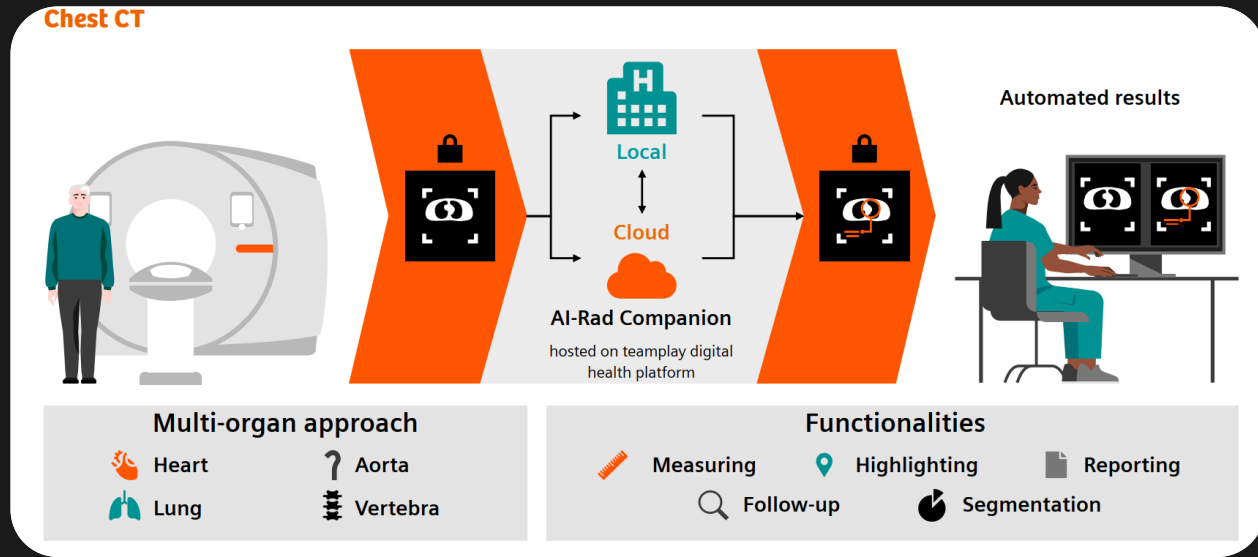 Chest CT
H
Local
Cloud
AI-Rad Companion
hosted on teamplay digital
health platform
Automated results
Multi-organ approach
Heart
Aorta
Lung
Vertebra
Functionalities
Measuring
Highlighting
Reporting
Follow-up
Segmentation